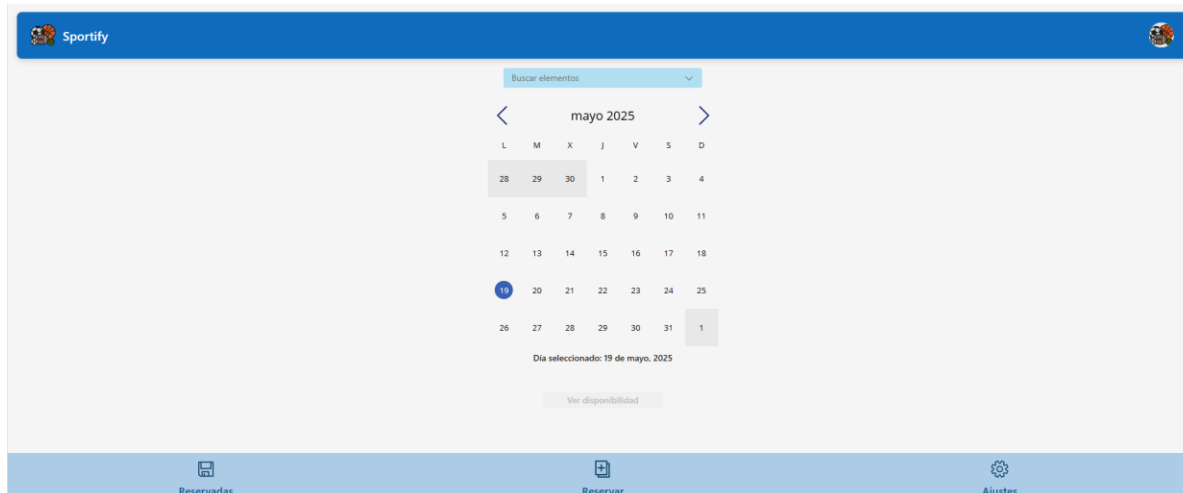 Sportify
Buscar elementos
mayo 2025
L M X J V S D
28 29 30 1 2 3 4
5 6 7 8 9 10 11
12 13 14 15 16 17 18
19 20 21 22 23 24 25
26 27 28 29 30 31 1
Día seleccionado: 19 de mayo, 2025
Ver disponibilidad
Reservadas Reservar Ajustes